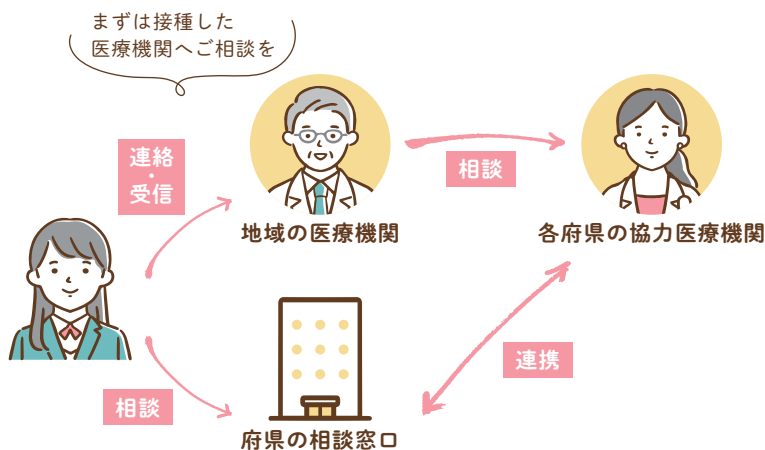 まずは接種した
医療機関へご相談を
連絡
・
受信
相談
地域の医療機関
各府県の協力医療機関
連携
相談
府県の相談窓口